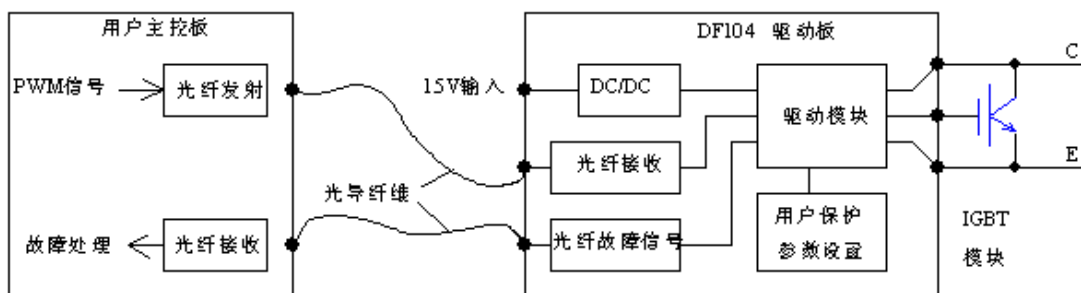 用户主控板
PWM信号
光纤发射
故障处理
光纤接收
光导纤维
DF104 驱动板
15V输入
DC/DC
光纤接收
光纤故障信号
驱动模块
用户保护
参数设置
C
E
IGBT
模块